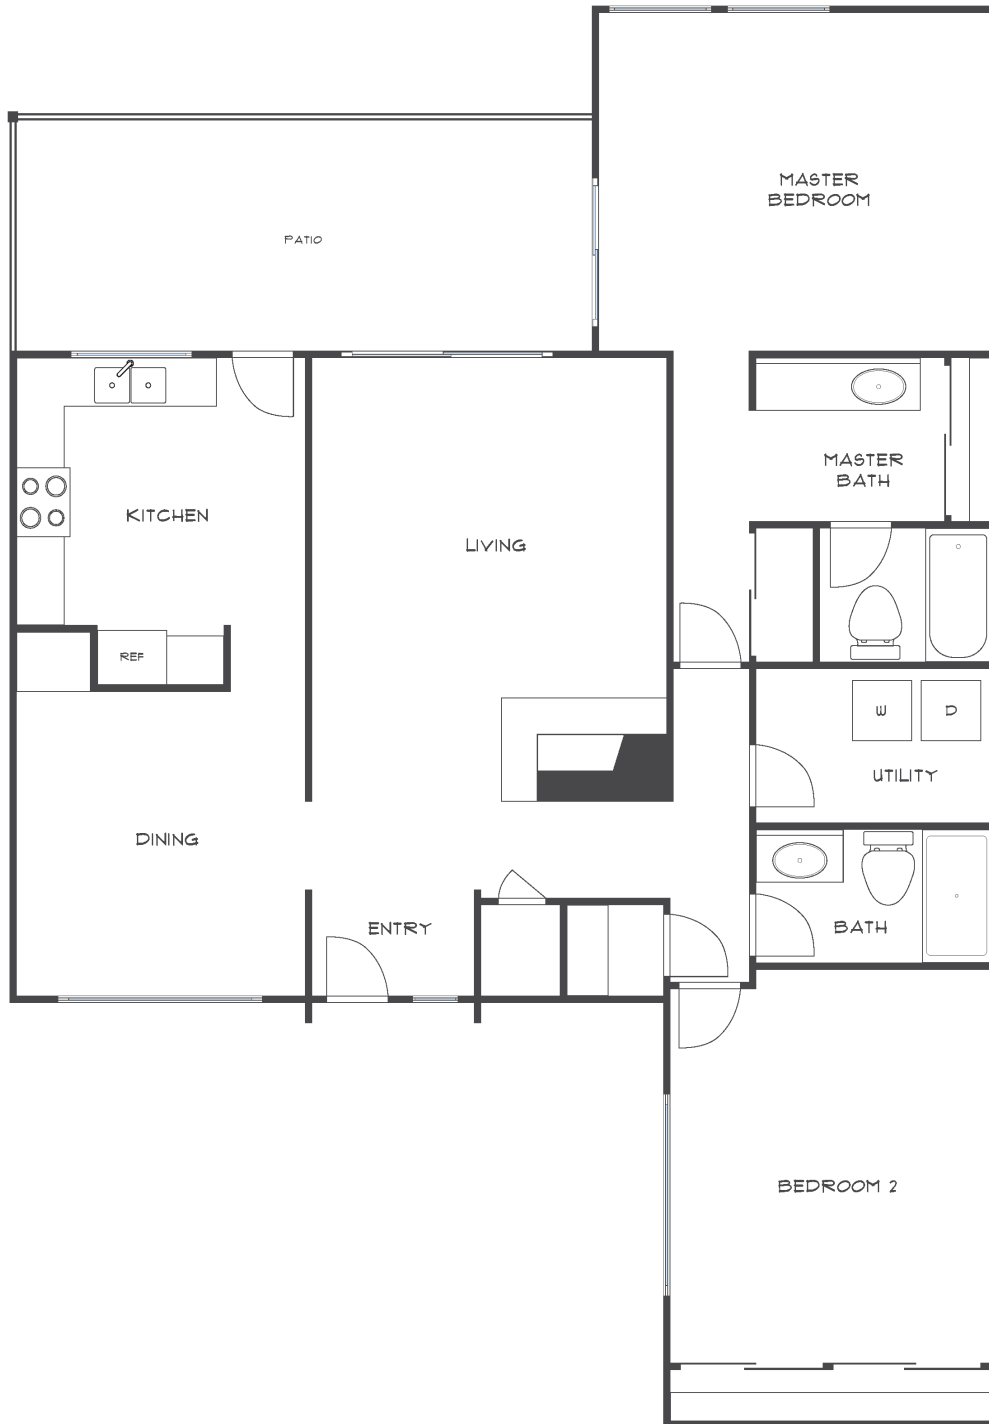 MASTER
BEDROOM
PATIO
MASTER
BATH
KITCHEN
LIVING
REF
W
D
UTILITY
DINING
ENTRY
BATH
BEDROOM 2